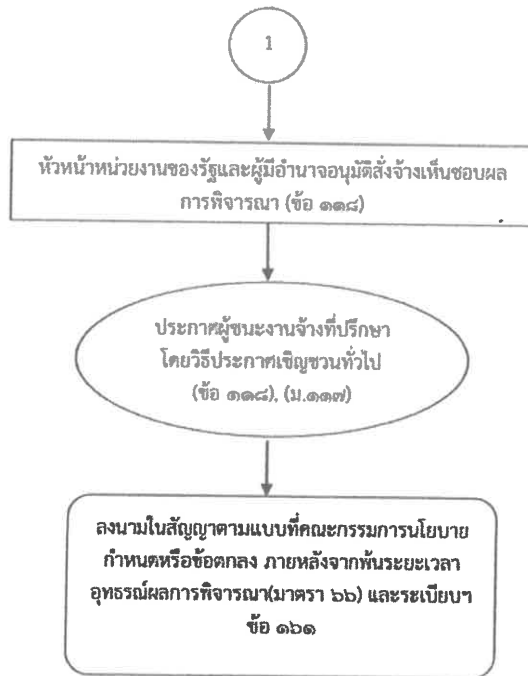 1
หัวหน้าหน่วยงานของรัฐและผู้มีอำนาจอนุมัติสั่งจ้างเห็นชอบผล
การพิจารณา (ข้อ ๑๑๘)
ประกาศผู้ชนะงานจ้างที่ปรึกษา
โดยวิธีประกาศเชิญชวนทั่วไป
(ข้อ ๑๑๘), (ม.๑๑๗)
ลงนามในสัญญาตามแบบที่คณะกรรมการนโยบาย
กำหนดหรือข้อตกลง ภายหลังจากพ้นระยะเวลา
อุทธรณ์ผลการพิจารณา(มาตรา ๖๖) และระเบียบฯ
ข้อ ๑๖๑